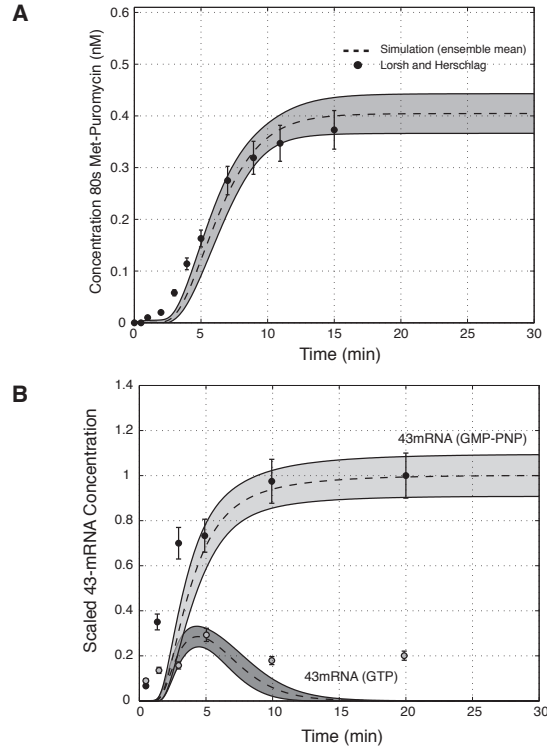 A
Concentration 80s Met-Puromycin (nM)
0.6
0.5
0.4
0.3
0.2
0.1
0
Simulation (ensemble mean)
Lorsh and Herschlag
0 5 10 15 20 25 30
Time (min)
B
Scaled 43-mRNA Concentration
1.4
1.2
1
0.8
0.6
0.4
0.2
0
43mRNA (GMP-PNP)
43mRNA (GTP)
0 5 10 15 20 25 30
Time (min)